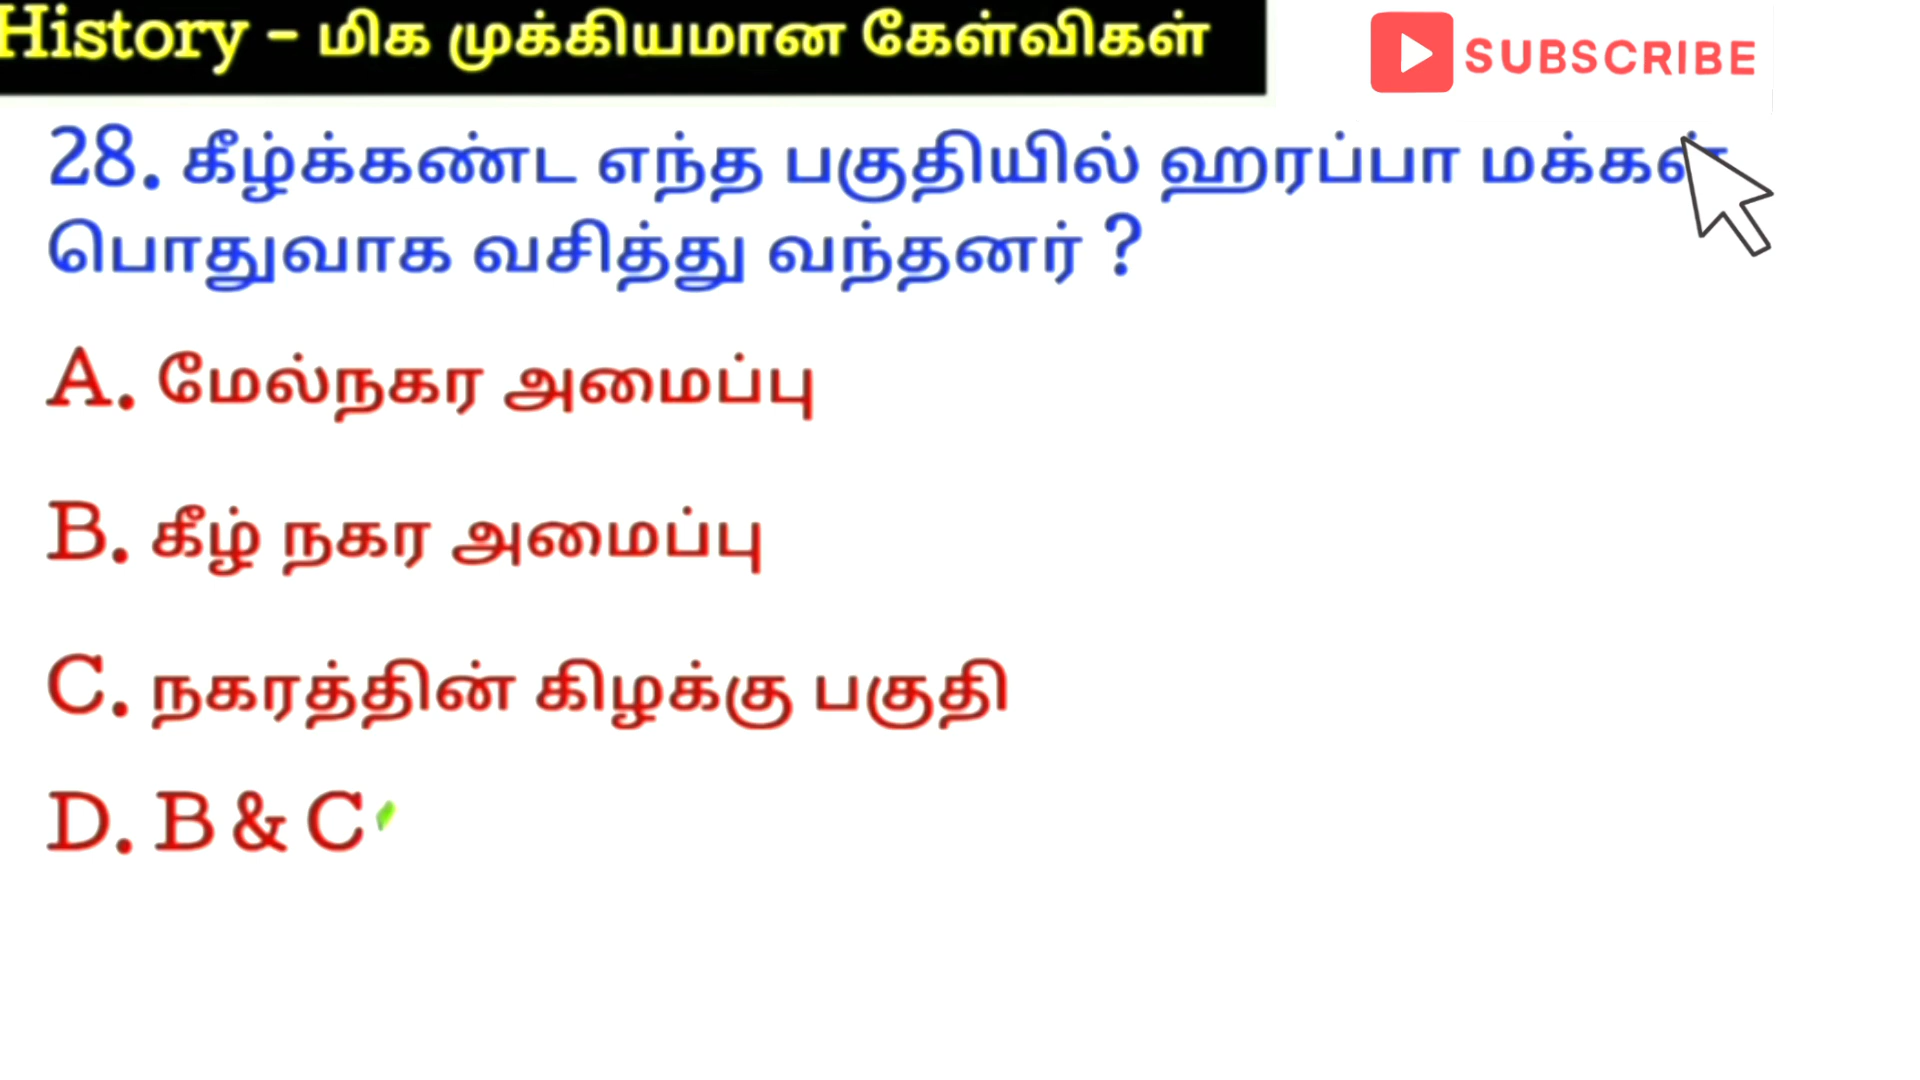 History - மிக முக்கியமான கேள்விகள்
SUBSCRIBE
28. கீழ்க்கண்ட எந்த பகுதியில் ஹரப்பா மக்கள்
பொதுவாக வசித்து வந்தனர் ?
A. மேல்நகர அமைப்பு
B. கீழ் நகர அமைப்பு
C. நகரத்தின் கிழக்கு பகுதி
D. B & C